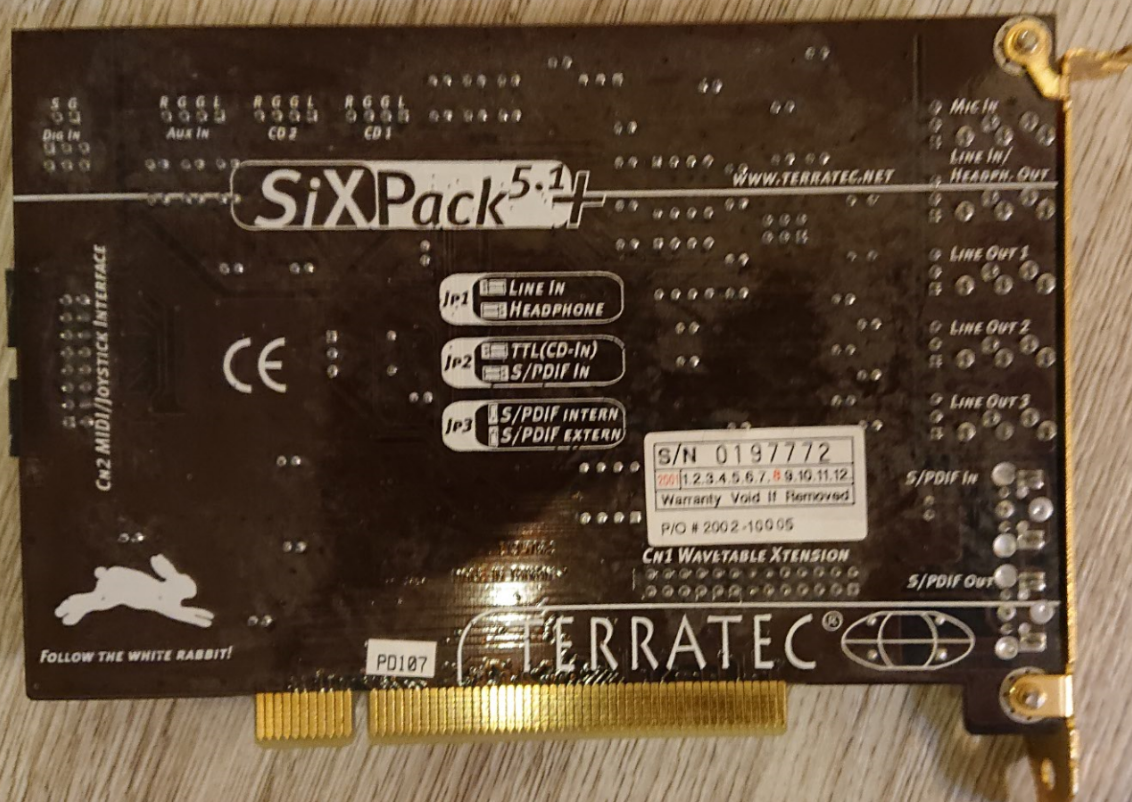 S G
Dig In
R G G L
Aux In
R G G L
CD 2
R G G L
CD 1
SiXPack 5.1+
www.terratec.net
Mic In
Line In/
Headph. Out
Line Out 1
Line Out 2
Line Out 3
S/PDIF In
S/PDIF Out
Cn2 MIDI/Joystick Interface
CE
Jp1
Line In
Headphone
Jp2
TTL(CD-In)
S/PDIF In
Jp3
S/PDIF intern
S/PDIF extern
S/N 0197772
2001 1.2.3.4.5.6.7.8.9.10.11.12.
Warranty Void If Removed
P/O # 2002-10005
Cn1 Wavetable Xtension
TERRATEC®
Follow the white rabbit!
PD107